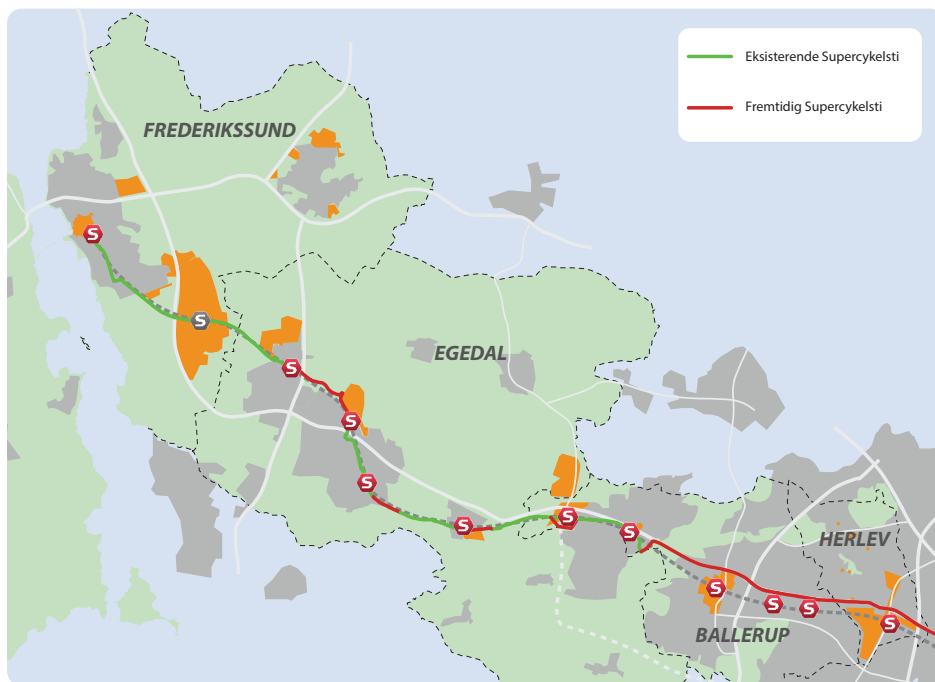 Eksisterende Supercykelsti
Fremtidig Supercykelsti
FREDERIKSSUND
S
S
S
EGEDAL
S
S
S
S
S
HERLEV
S
S
S
BALLERUP
S